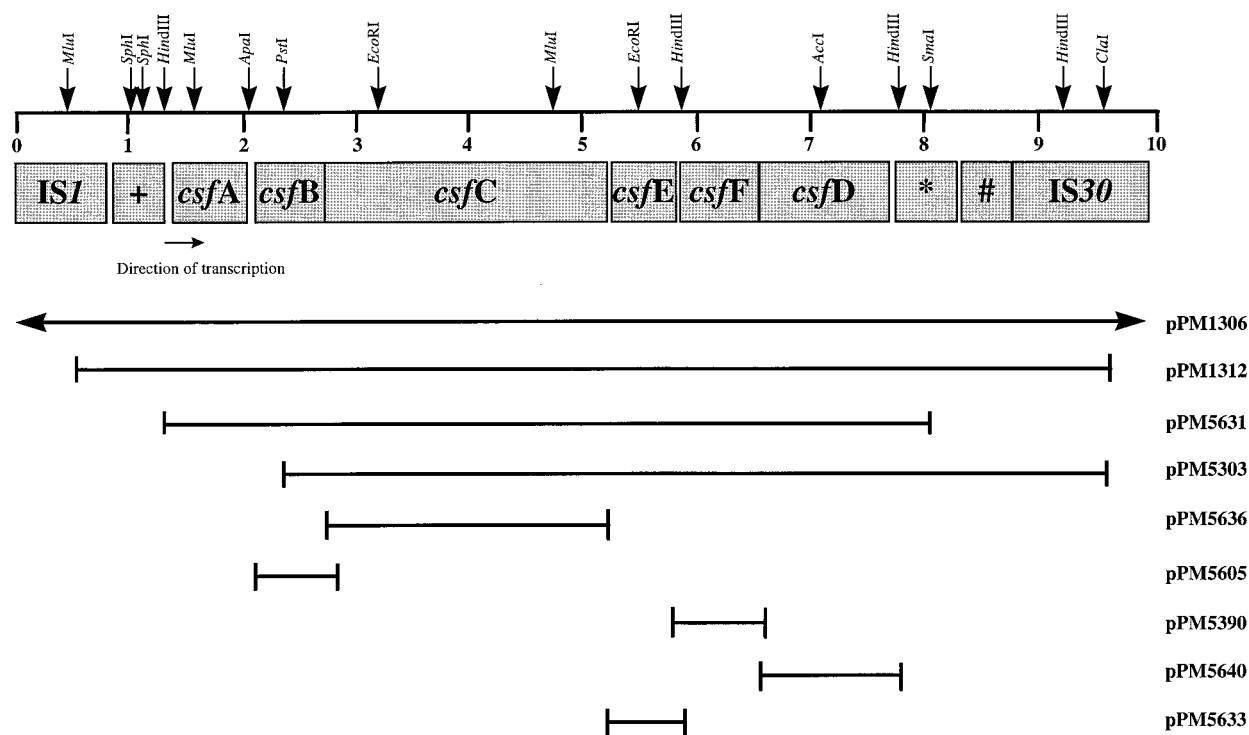 MluI SphI SphI HindIII MluI ApaI PstI EcoRI MluI EcoRI HindIII AccI HindIII SmaI HindIII ClaI
0 1 2 3 4 5 6 7 8 9 10
IS1 + csfA csfB csfC csfE csfF csfD * # IS30
Direction of transcription
pPM1306
pPM1312
pPM5631
pPM5303
pPM5636
pPM5605
pPM5390
pPM5640
pPM5633